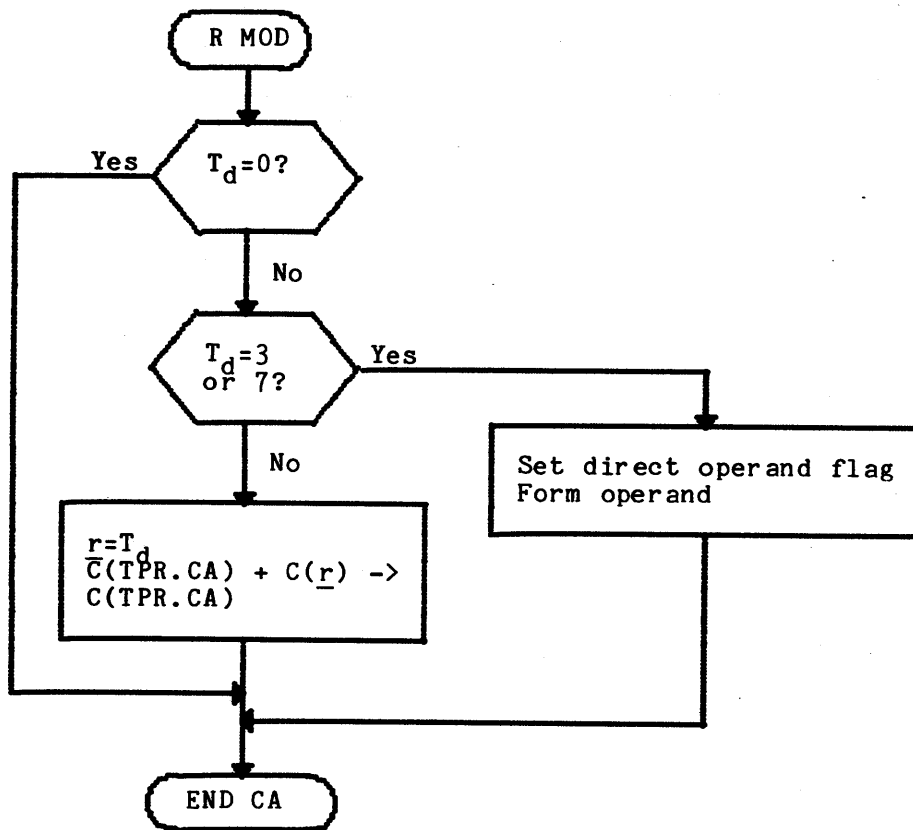 R MOD
Yes
T_d=0?
No
T_d=3
or 7?
Yes
No
Set direct operand flag
Form operand
r=T_d
C(TPR.CA) + C(r) ->
C(TPR.CA)
END CA